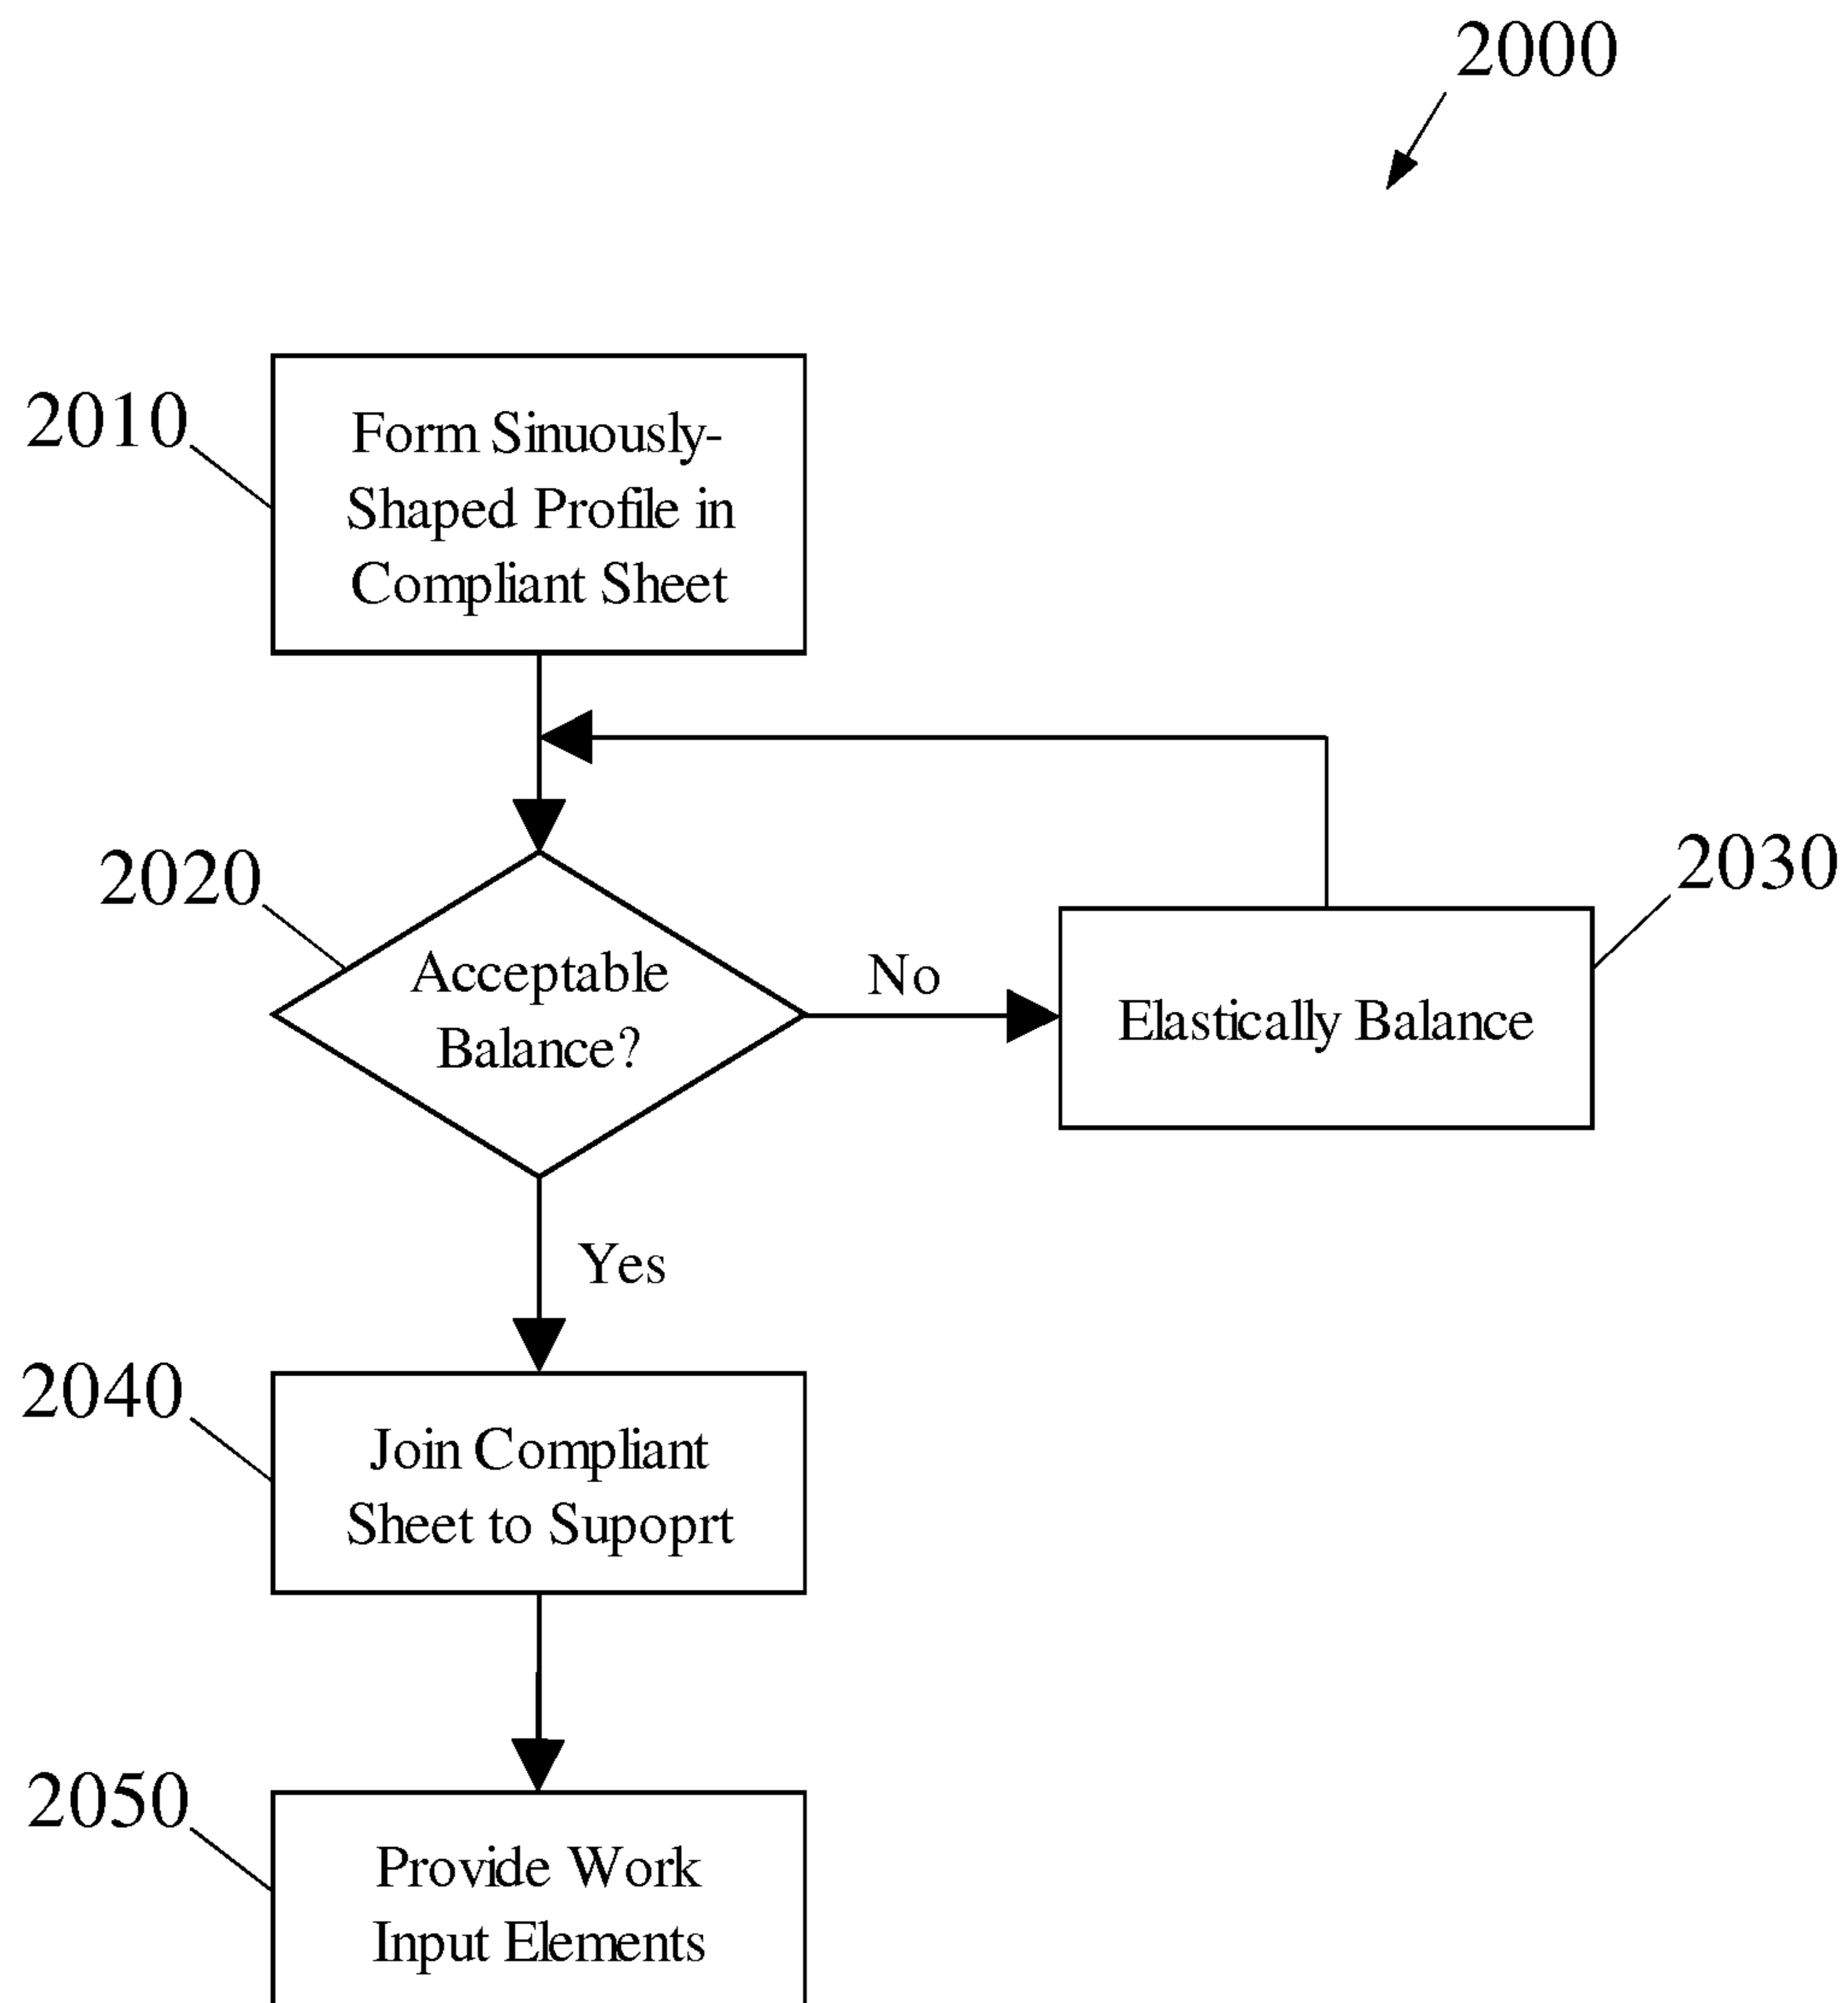 2000
2010
Form Sinuously-
Shaped Profile in
Compliant Sheet
2020
Acceptable
Balance?
No
2030
Elastically Balance
Yes
2040
Join Compliant
Sheet to Supoprt
2050
Provide Work
Input Elements